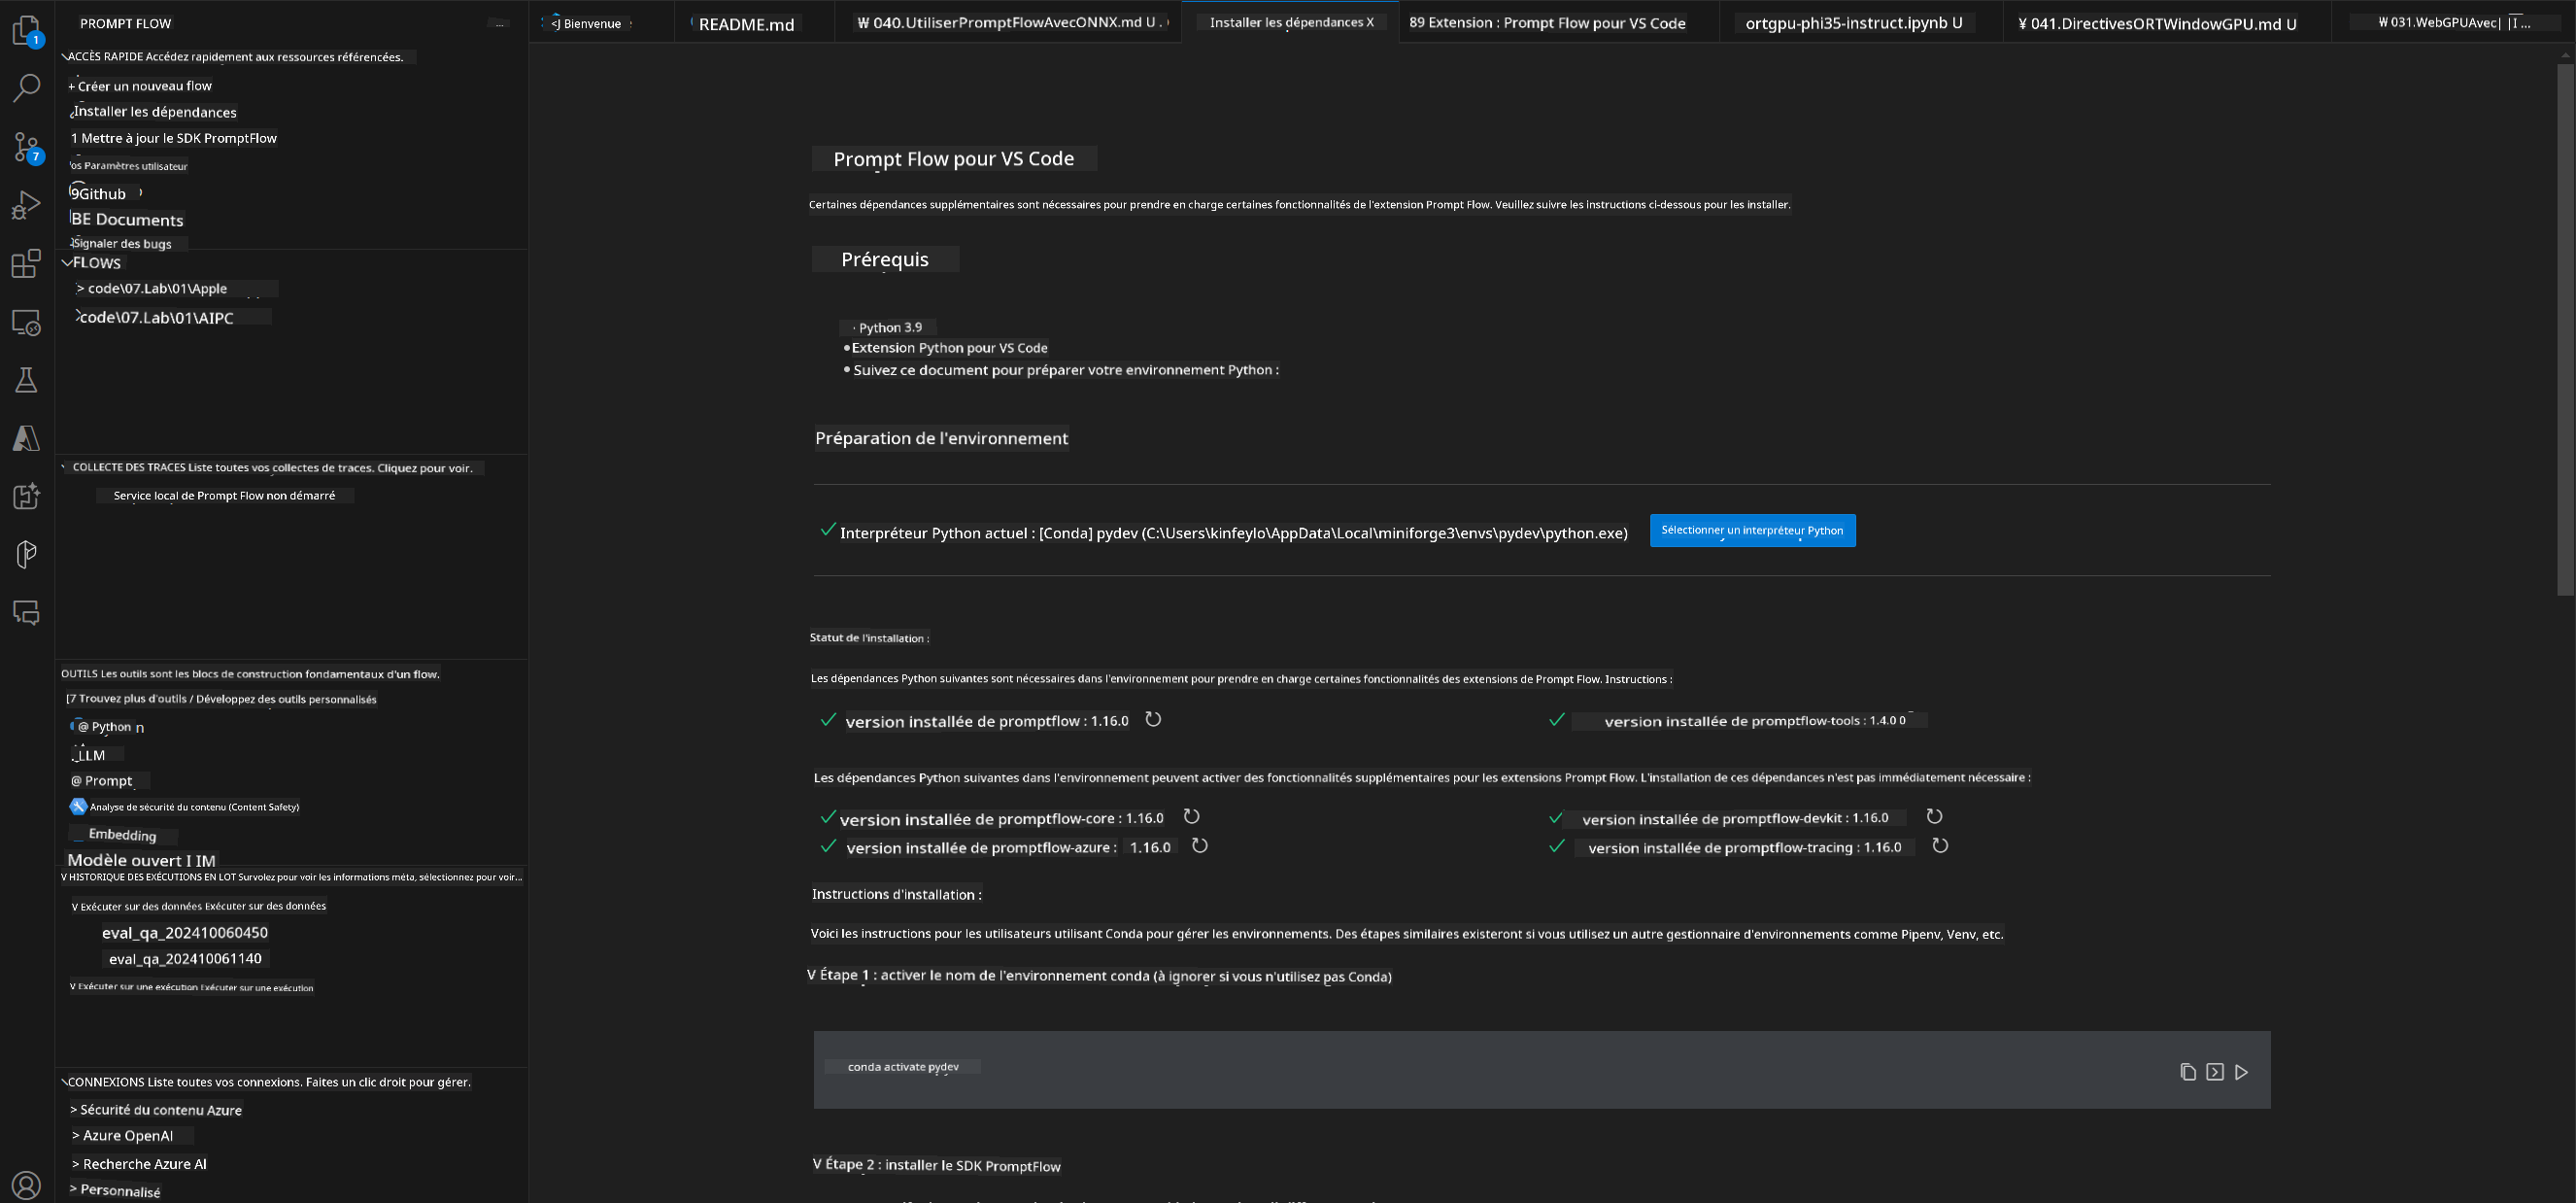 PROMPT FLOW
...
ACCÈS RAPIDE Accédez rapidement aux ressources référencées.
+ Créer un nouveau flow
Installer les dépendances
1 Mettre à jour le SDK PromptFlow
Paramètres utilisateur
9Github
BE Documents
Signaler des bugs
FLOWS
> code\07.Lab\01\Apple
code\07.Lab\01\AIPC
COLLECTE DES TRACES Liste toutes vos collectes de traces. Cliquez pour voir.
Service local de Prompt Flow non démarré
OUTILS Les outils sont les blocs de construction fondamentaux d'un flow.
[7 Trouvez plus d'outils / Développez des outils personnalisés
@ Python
LLM
@ Prompt
Analyse de sécurité du contenu (Content Safety)
Embedding
Modèle ouvert I IM
V HISTORIQUE DES EXÉCUTIONS EN LOT Survolez pour voir les informations méta, sélectionnez pour voir...
V Exécuter sur des données Exécuter sur des données
eval_qa_202410060450
eval_qa_202410061140
V Exécuter sur une exécution Exécuter sur une exécution
CONNEXIONS Liste toutes vos connexions. Faites un clic droit pour gérer.
> Sécurité du contenu Azure
> Azure OpenAI
> Recherche Azure AI
> Personnalisé
1
7
<J Bienvenue
README.md
₩ 040.UtiliserPromptFlowAvecONNX.md U .
Installer les dépendances X
89 Extension : Prompt Flow pour VS Code
ortgpu-phi35-instruct.ipynb U
¥ 041.DirectivesORTWindowGPU.md U
₩ 031.WebGPUAvec| |I ...
Prompt Flow pour VS Code
Certaines dépendances supplémentaires sont nécessaires pour prendre en charge certaines fonctionnalités de l'extension Prompt Flow. Veuillez suivre les instructions ci-dessous pour les installer.
Prérequis
· Python 3.9
• Extension Python pour VS Code
• Suivez ce document pour préparer votre environnement Python :
Préparation de l'environnement
Interpréteur Python actuel : [Conda] pydev (C:\Users\kinfeylo\AppData\Local\miniforge3\envs\pydev\python.exe)
Sélectionner un interpréteur Python
Statut de l'installation :
Les dépendances Python suivantes sont nécessaires dans l'environnement pour prendre en charge certaines fonctionnalités des extensions de Prompt Flow. Instructions :
version installée de promptflow : 1.16.0
version installée de promptflow-tools : 1.4.0 0
Les dépendances Python suivantes dans l'environnement peuvent activer des fonctionnalités supplémentaires pour les extensions Prompt Flow. L'installation de ces dépendances n'est pas immédiatement nécessaire :
version installée de promptflow-core : 1.16.0
version installée de promptflow-devkit : 1.16.0
version installée de promptflow-azure : 1.16.0
version installée de promptflow-tracing : 1.16.0
Instructions d'installation :
Voici les instructions pour les utilisateurs utilisant Conda pour gérer les environnements. Des étapes similaires existeront si vous utilisez un autre gestionnaire d'environnements comme Pipenv, Venv, etc.
V Étape 1 : activer le nom de l'environnement conda (à ignorer si vous n'utilisez pas Conda)
conda activate pydev
V Étape 2 : installer le SDK PromptFlow